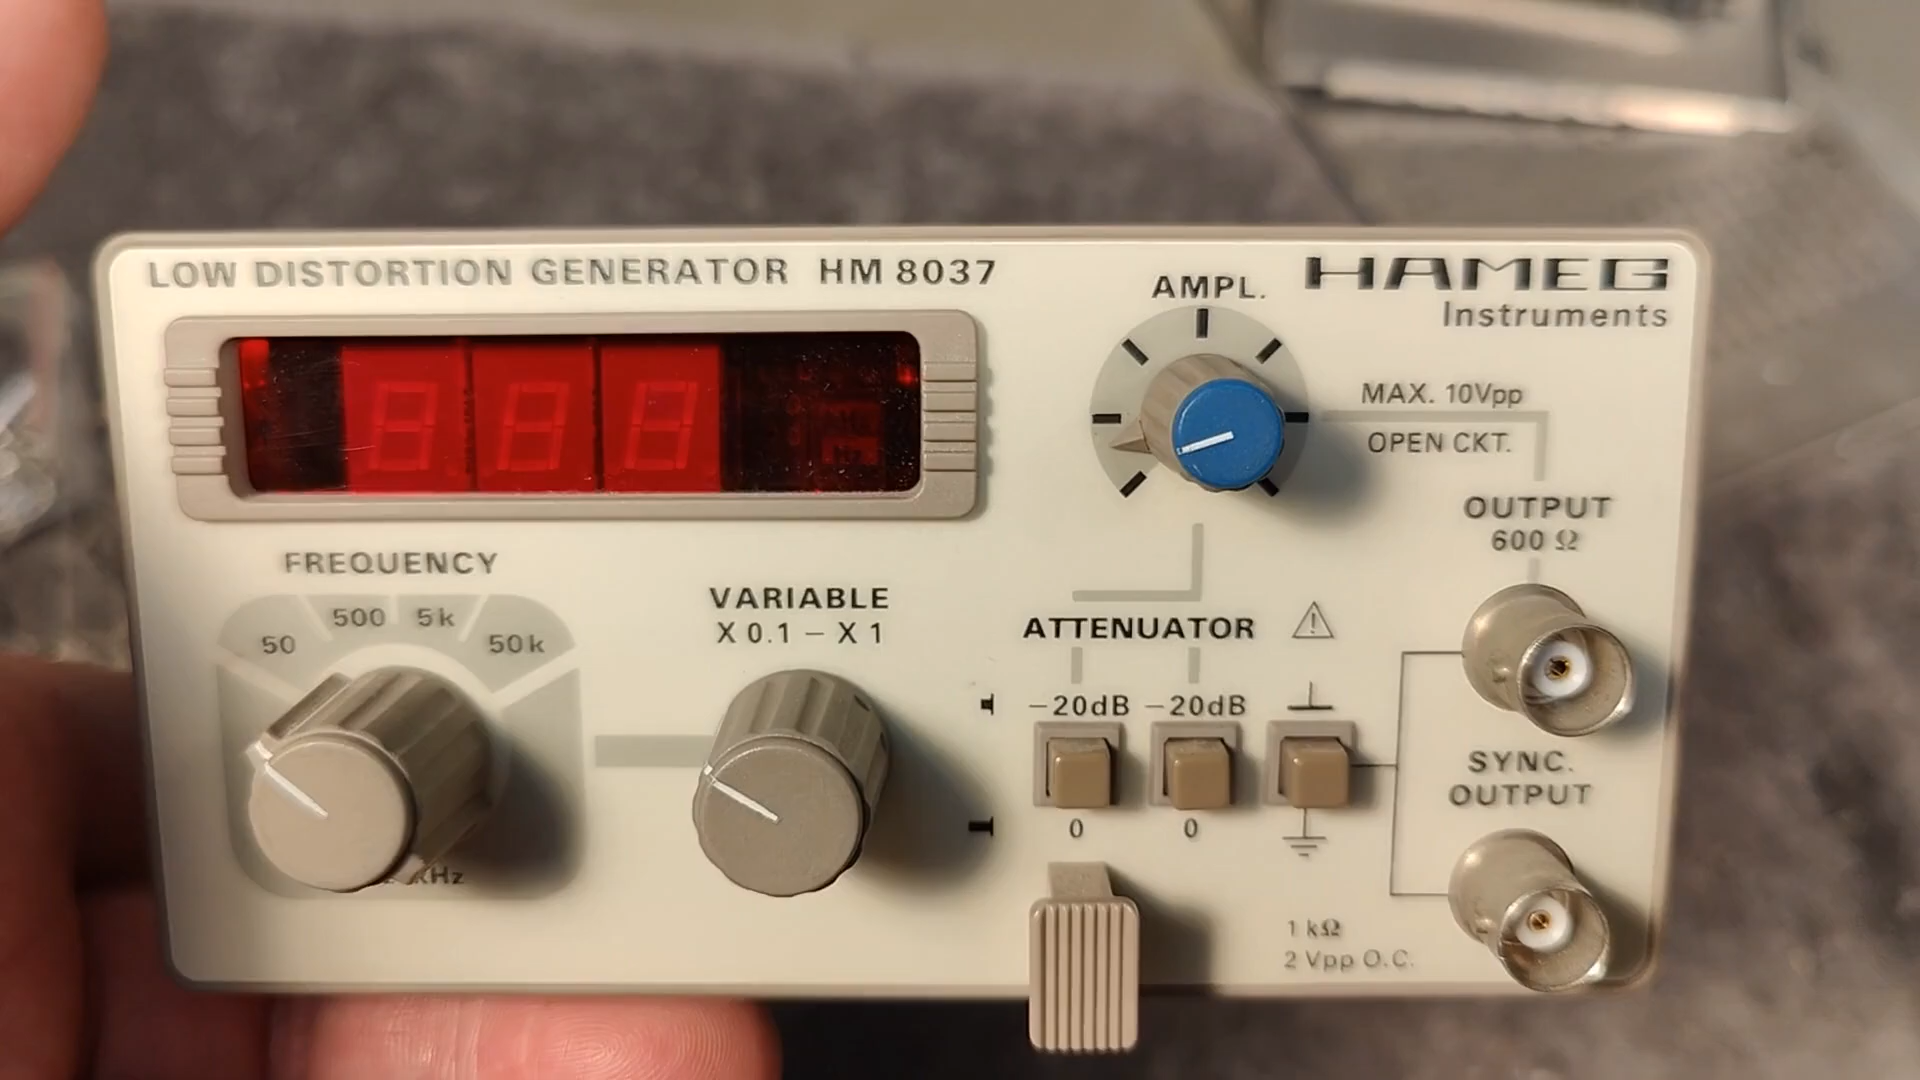 LOW DISTORTION GENERATOR HM 8037
HAMEG
Instruments
AMPL.
MAX. 10Vpp
OPEN CKT.
OUTPUT
600 Ω
FREQUENCY
50 500 5k 50k
VARIABLE
X 0.1 – X 1
ATTENUATOR
–20dB –20dB
0 0
SYNC.
OUTPUT
1 kΩ
2 Vpp O.C.